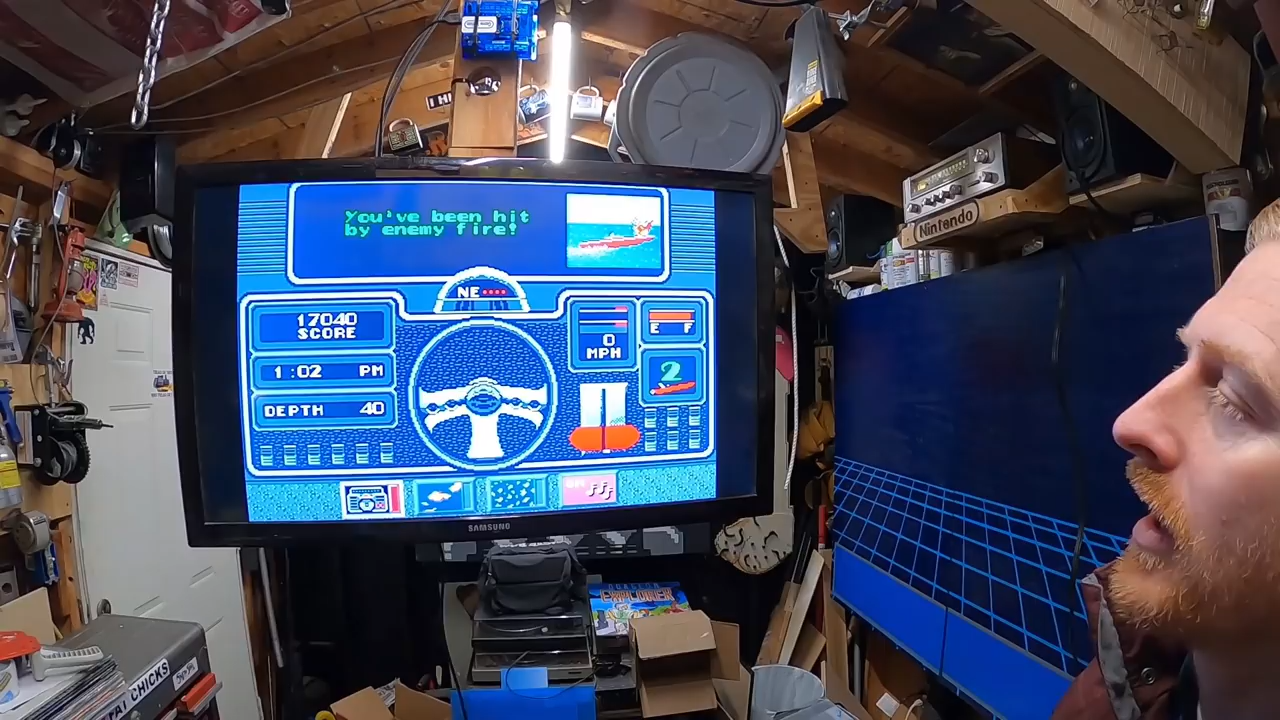 You've been hit
by enemy fire!
NE
17040
SCORE
1:02 PM
DEPTH 40
0
MPH
E F
2
SAMSUNG
Nintendo
EXPLORER
CHICKS